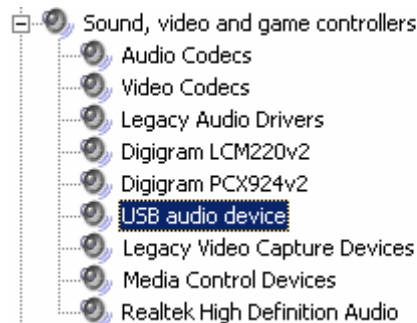 Sound, video and game controllers
Audio Codecs
Video Codecs
Legacy Audio Drivers
Digigram LCM220v2
Digigram PCX924v2
USB audio device
Legacy Video Capture Devices
Media Control Devices
Realtek High Definition Audio